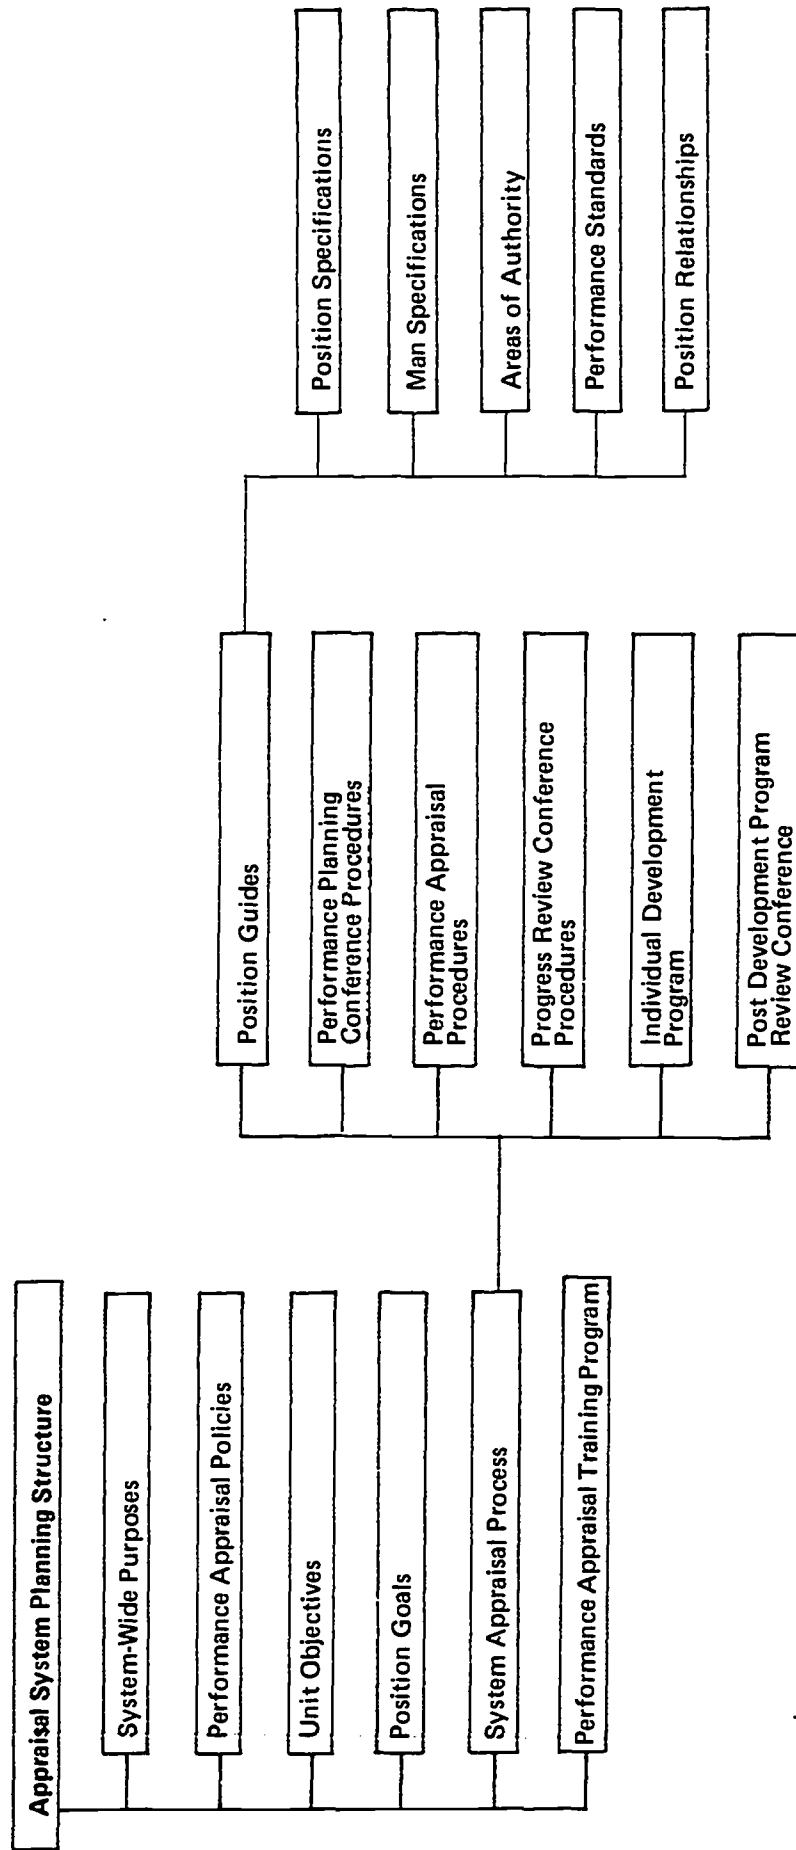 Appraisal System Planning Structure
System-Wide Purposes
Performance Appraisal Policies
Unit Objectives
Position Goals
System Appraisal Process
Performance Appraisal Training Program
Position Guides
Performance Planning
Conference Procedures
Performance Appraisal
Procedures
Progress Review Conference
Procedures
Individual Development
Program
Post Development Program
Review Conference
Position Specifications
Man Specifications
Areas of Authority
Performance Standards
Position Relationships